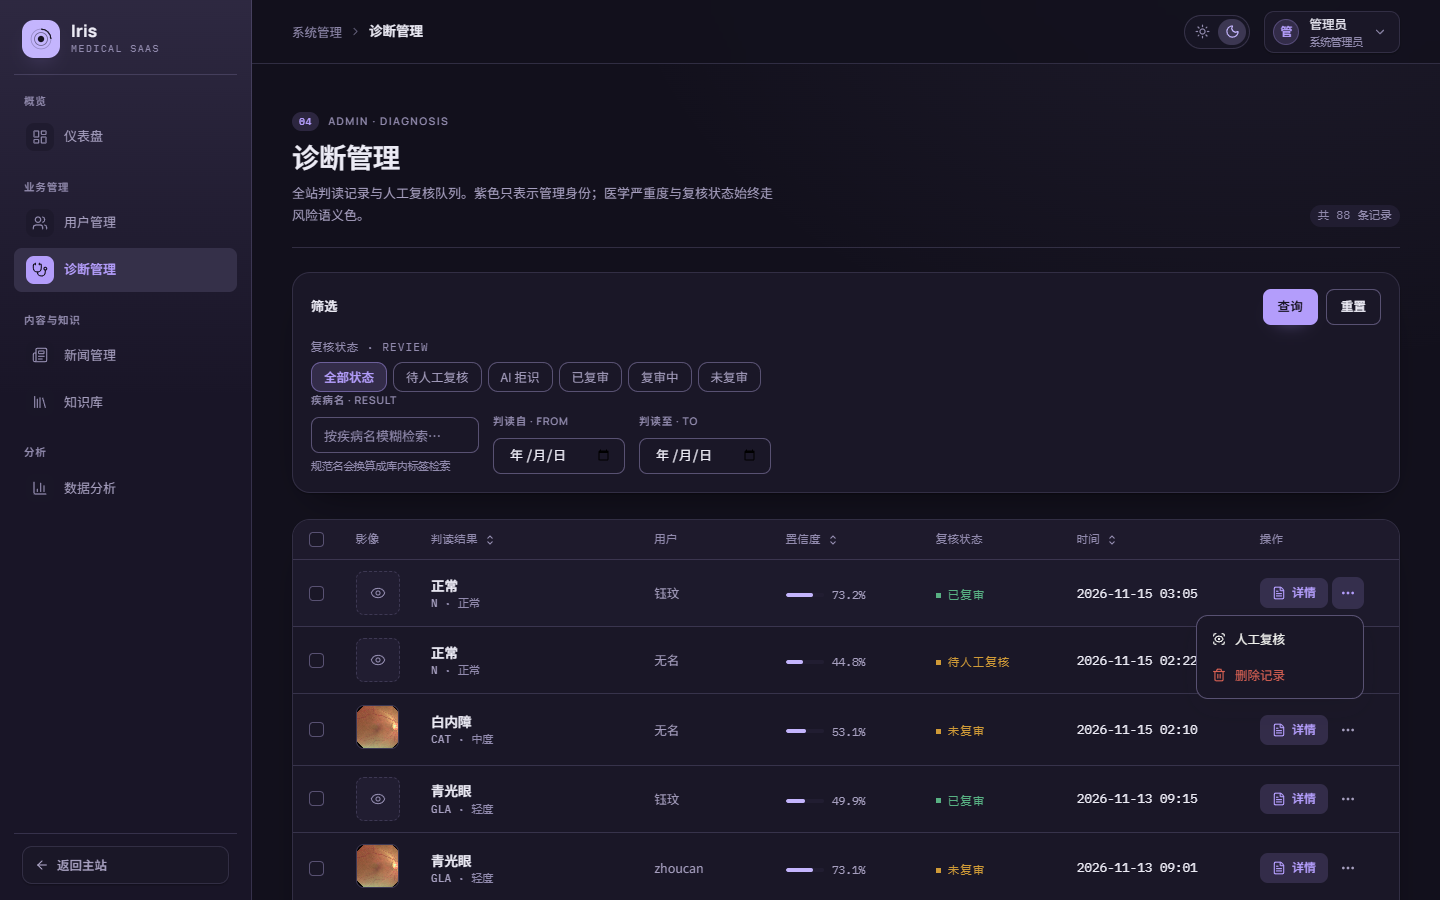 Iris
MEDICAL SAAS
概览
仪表盘
业务管理
用户管理
诊断管理
内容与知识
新闻管理
知识库
分析
数据分析
返回主站
系统管理 > 诊断管理
管 管理员
系统管理员
04 ADMIN · DIAGNOSIS
诊断管理
全站判读记录与人工复核队列。紫色只表示管理身份；医学严重度与复核状态始终走
风险语义色。
共 88 条记录
筛选
查询 重置
复核状态 · REVIEW
全部状态 待人工复核 AI 拒识 已复审 复审中 未复审
疾病名 · RESULT
判读自 · FROM
判读至 · TO
按疾病名模糊检索…
年 /月/日
年 /月/日
规范名会换算成库内标签检索
影像 判读结果 用户 置信度 复核状态 时间 操作
正常
N · 正常
钰玟 73.2% 已复审 2026-11-15 03:05 详情
人工复核
删除记录
正常
N · 正常
无名 44.8% 待人工复核 2026-11-15 02:22
白内障
CAT · 中度
无名 53.1% 未复审 2026-11-15 02:10 详情
青光眼
GLA · 轻度
钰玟 49.9% 已复审 2026-11-13 09:15 详情
青光眼
GLA · 轻度
zhoucan 73.1% 未复审 2026-11-13 09:01 详情